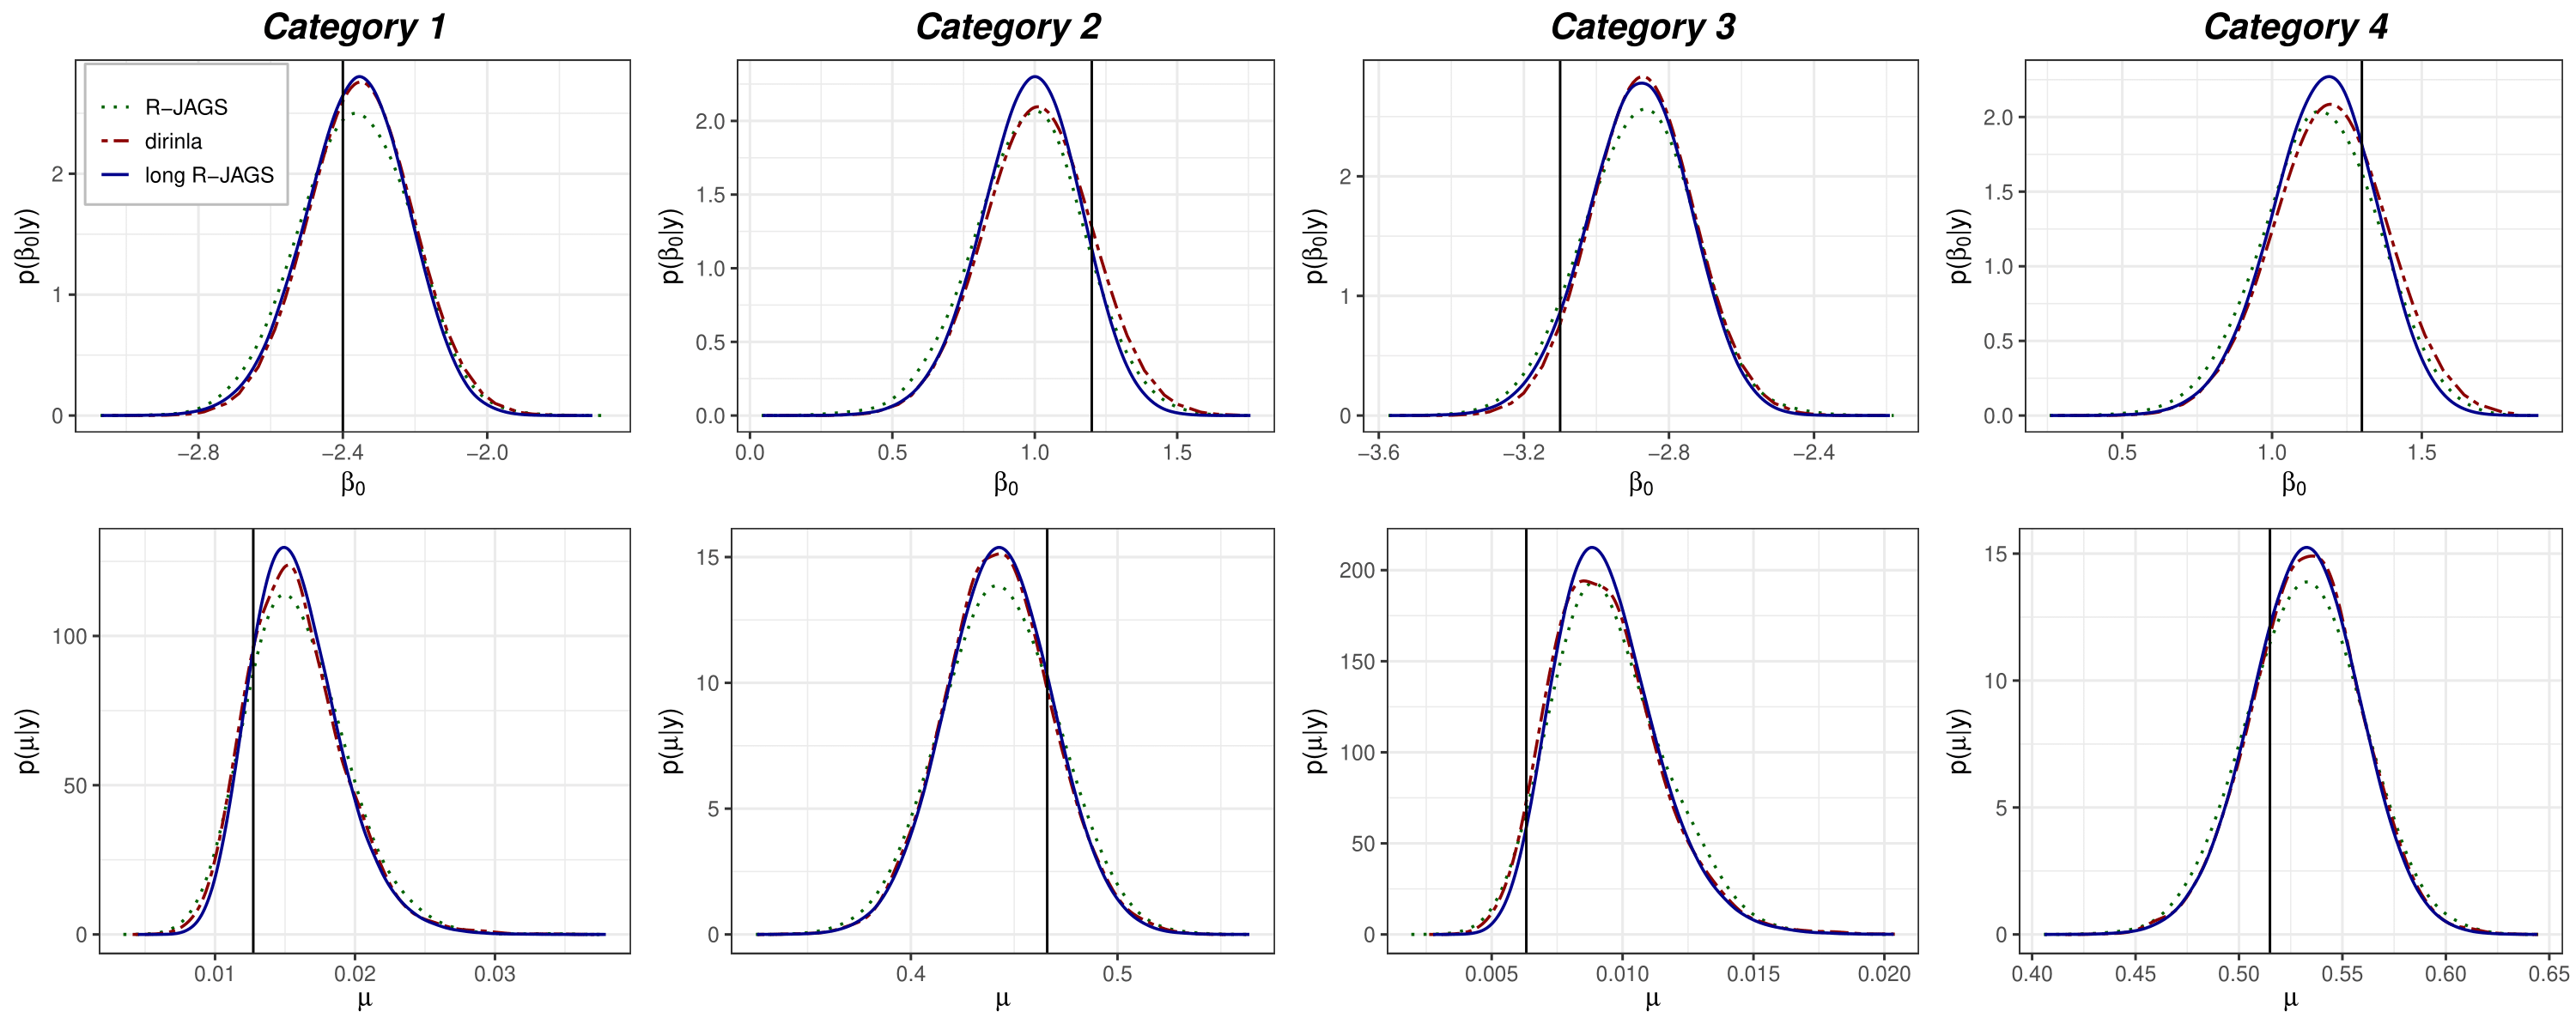 Category 1 Category 2 Category 3 Category 4
R−JAGS
dirinla
long R−JAGS
p(β₀|y)
0
1
2
−2.8 −2.4 −2.0
β₀
p(β₀|y)
0.0
0.5
1.0
1.5
2.0
0.0 0.5 1.0 1.5
β₀
p(β₀|y)
0
1
2
−3.6 −3.2 −2.8 −2.4
β₀
p(β₀|y)
0.0
0.5
1.0
1.5
2.0
0.5 1.0 1.5
β₀
p(μ|y)
0
50
100
0.01 0.02 0.03
μ
p(μ|y)
0
5
10
15
0.4 0.5
μ
p(μ|y)
0
50
100
150
200
0.005 0.010 0.015 0.020
μ
p(μ|y)
0
5
10
15
0.40 0.45 0.50 0.55 0.60 0.65
μ